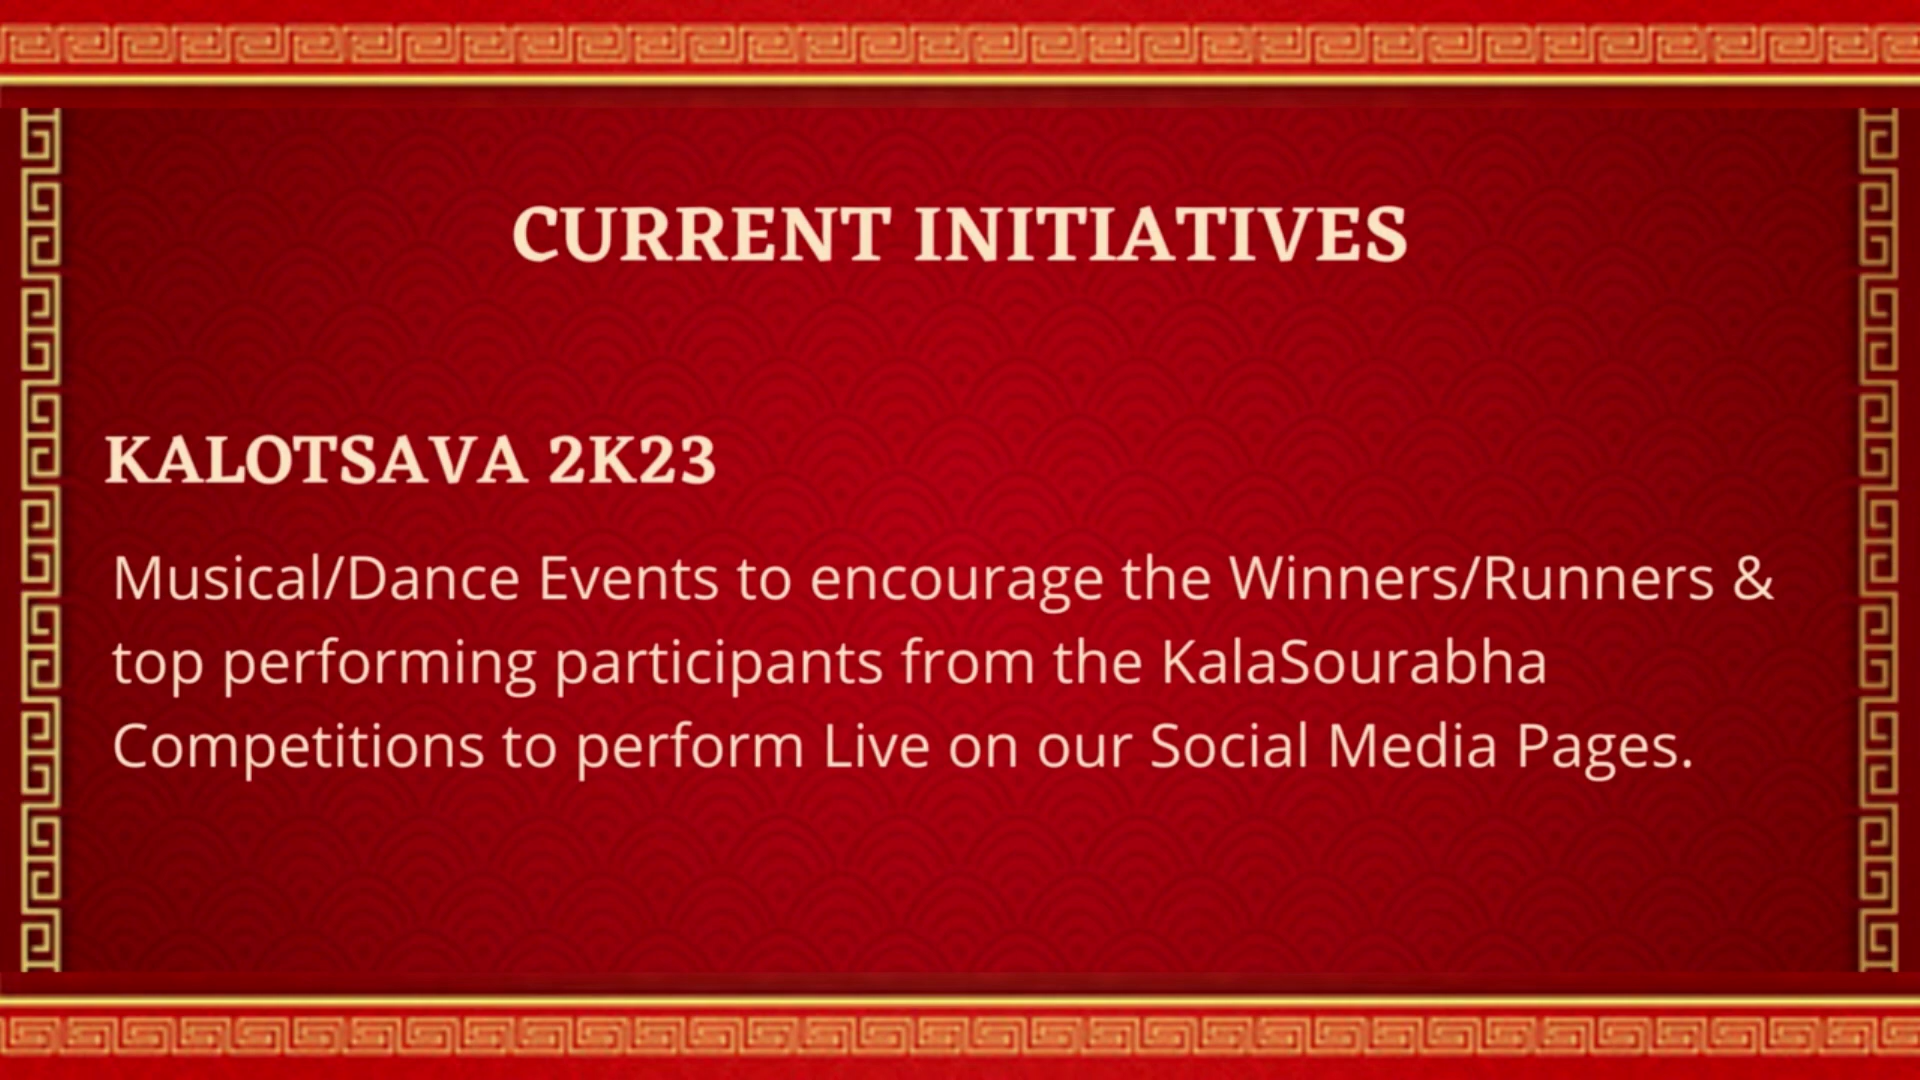 CURRENT INITIATIVES
KALOTSAVA 2K23
Musical/Dance Events to encourage the Winners/Runners &
top performing participants from the KalaSourabha
Competitions to perform Live on our Social Media Pages.